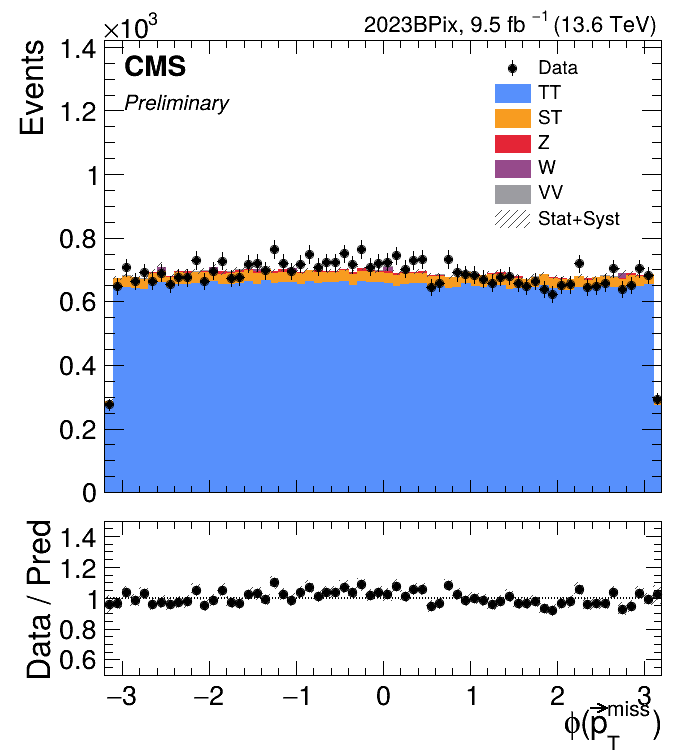 ×10³
2023BPix, 9.5 fb⁻¹ (13.6 TeV)
Events
CMS
Preliminary
Data
TT
ST
Z
W
VV
Stat+Syst
1.4
1.2
1
0.8
0.6
0.4
0.2
0
Data / Pred
1.4
1.2
1
0.8
0.6
−3 −2 −1 0 1 2 3
ϕ(p⃗_T^miss)